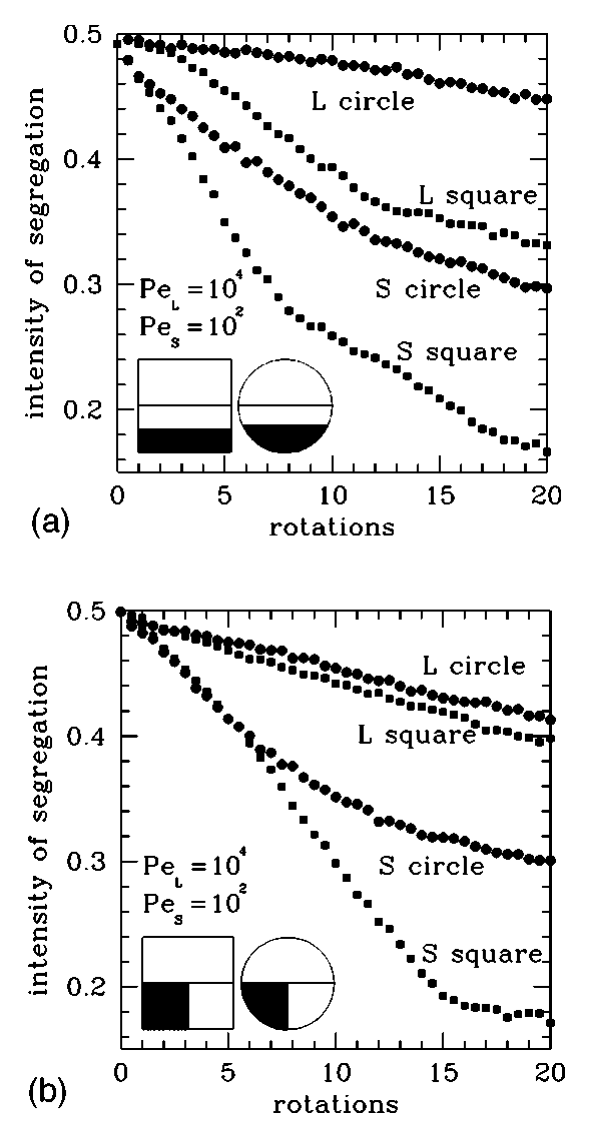 0.5
0.4
0.3
0.2
intensity of segregation
L circle
L square
S circle
S square
Pe_L = 10^4
Pe_S = 10^2
0 5 10 15 20
rotations
(a)
0.5
0.4
0.3
0.2
intensity of segregation
L circle
L square
S circle
S square
Pe_L = 10^4
Pe_S = 10^2
0 5 10 15 20
rotations
(b)